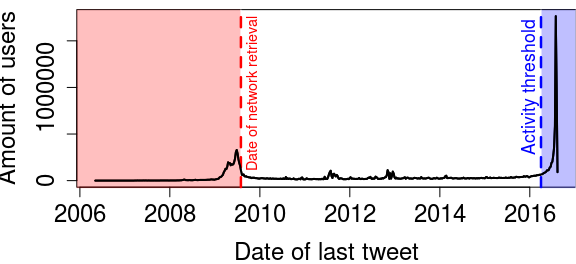 Amount of users
0
1000000
Date of network retrieval
Activity threshold
2006 2008 2010 2012 2014 2016
Date of last tweet